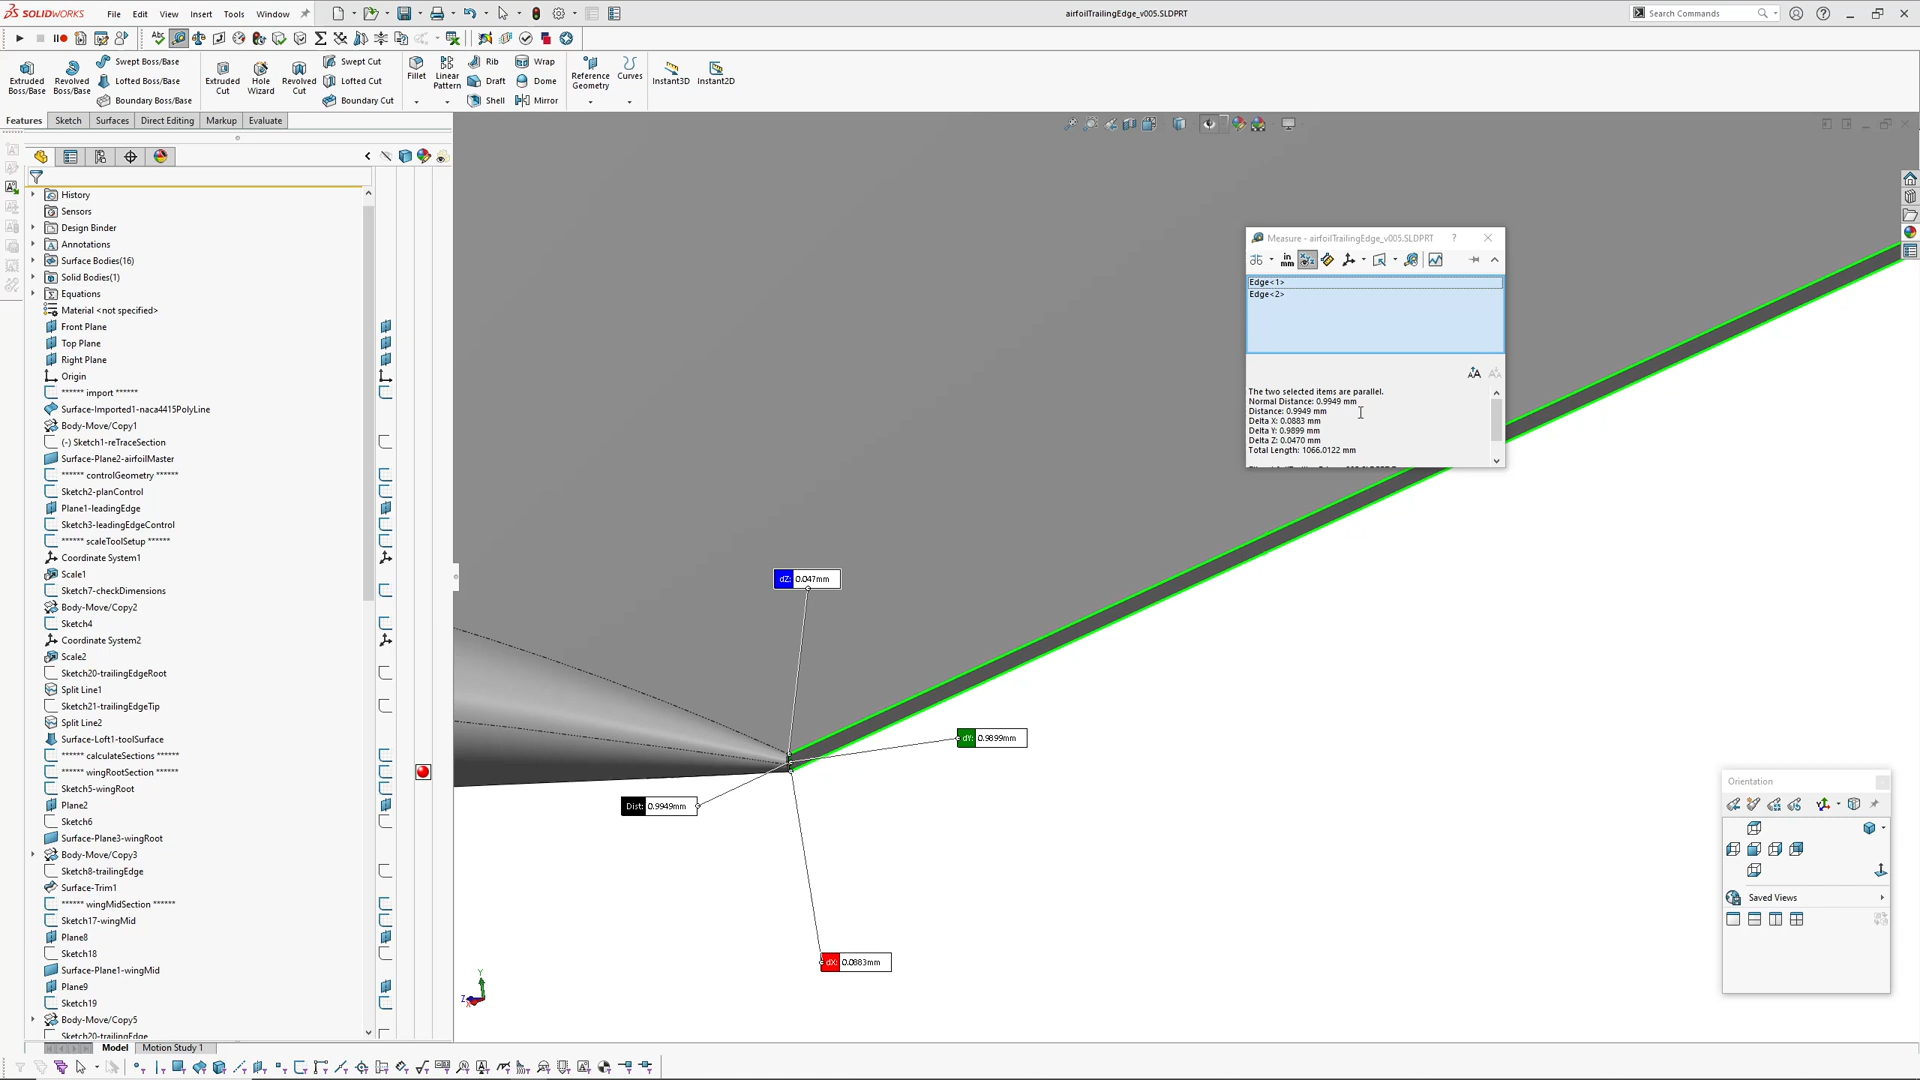 SOLIDWORKS
File
Edit
View
Insert
Tools
Window
airfoilTrailingEdge_v005.SLDPRT
Search Commands
Extruded Boss/Base
Revolved Boss/Base
Swept Boss/Base
Lofted Boss/Base
Boundary Boss/Base
Extruded Cut
Hole Wizard
Revolved Cut
Swept Cut
Lofted Cut
Boundary Cut
Fillet
Linear Pattern
Rib
Draft
Shell
Wrap
Dome
Mirror
Reference Geometry
Curves
Instant3D
Instant2D
Features
Sketch
Surfaces
Direct Editing
Markup
Evaluate
History
Sensors
Design Binder
Annotations
Surface Bodies(16)
Solid Bodies(1)
Equations
Material <not specified>
Front Plane
Top Plane
Right Plane
Origin
****** import ******
Surface-Imported1-naca4415PolyLine
Body-Move/Copy1
(-) Sketch1-reTraceSection
Surface-Plane2-airfoilMaster
****** controlGeometry ******
Sketch2-planControl
Plane1-leadingEdge
Sketch3-leadingEdgeControl
****** scaleToolSetup ******
Coordinate System1
Scale1
Sketch7-checkDimensions
Body-Move/Copy2
Sketch4
Coordinate System2
Scale2
Sketch20-trailingEdgeRoot
Split Line1
Sketch21-trailingEdgeTip
Split Line2
Surface-Loft1-toolSurface
****** calculateSections ******
****** wingRootSection ******
Sketch5-wingRoot
Plane2
Sketch6
Surface-Plane3-wingRoot
Body-Move/Copy3
Sketch8-trailingEdge
Surface-Trim1
****** wingMidSection ******
Sketch17-wingMid
Plane8
Sketch18
Surface-Plane1-wingMid
Plane9
Sketch19
Body-Move/Copy5
Sketch20-trailingEdge
Model
Motion Study 1
Measure - airfoilTrailingEdge_v005.SLDPRT
?
in
mm
Edge<1>
Edge<2>
The two selected items are parallel.
Normal Distance: 0.9949 mm
Distance: 0.9949 mm
Delta X: 0.0883 mm
Delta Y: 0.9899 mm
Delta Z: 0.0470 mm
Total Length: 1066.0122 mm
dZ: 0.047mm
dY: 0.9899mm
Dist: 0.9949mm
dX: 0.0883mm
Y
Z
Orientation
Saved Views